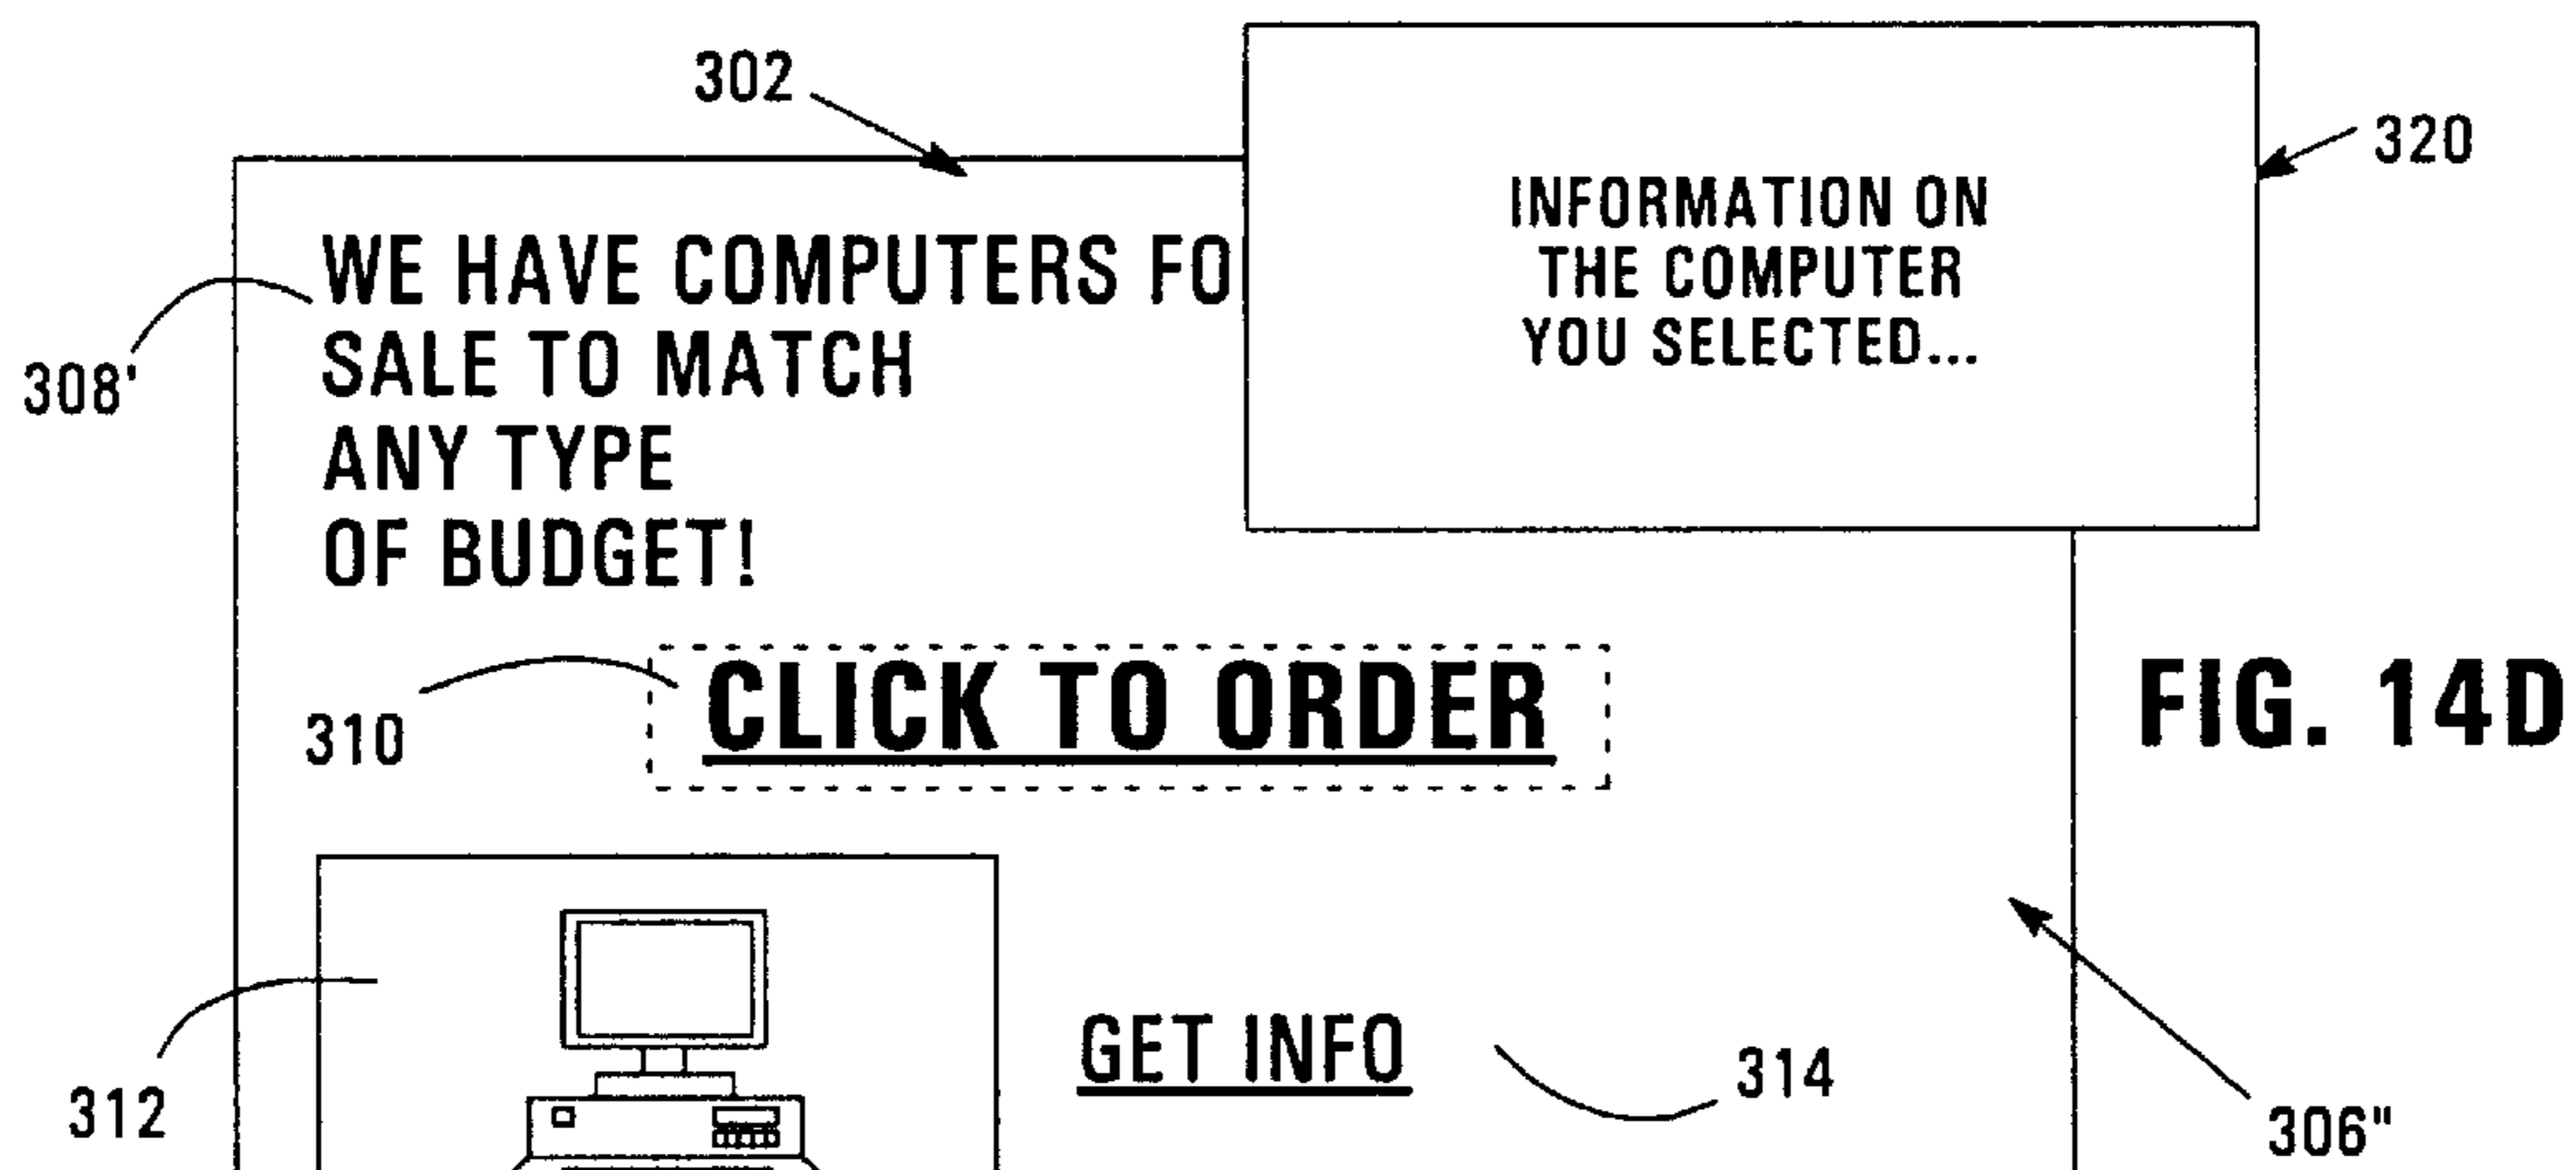 302
320
INFORMATION ON
THE COMPUTER
YOU SELECTED...
WE HAVE COMPUTERS FO
SALE TO MATCH
ANY TYPE
OF BUDGET!
308'
CLICK TO ORDER
310
FIG. 14D
GET INFO
312
314
306"